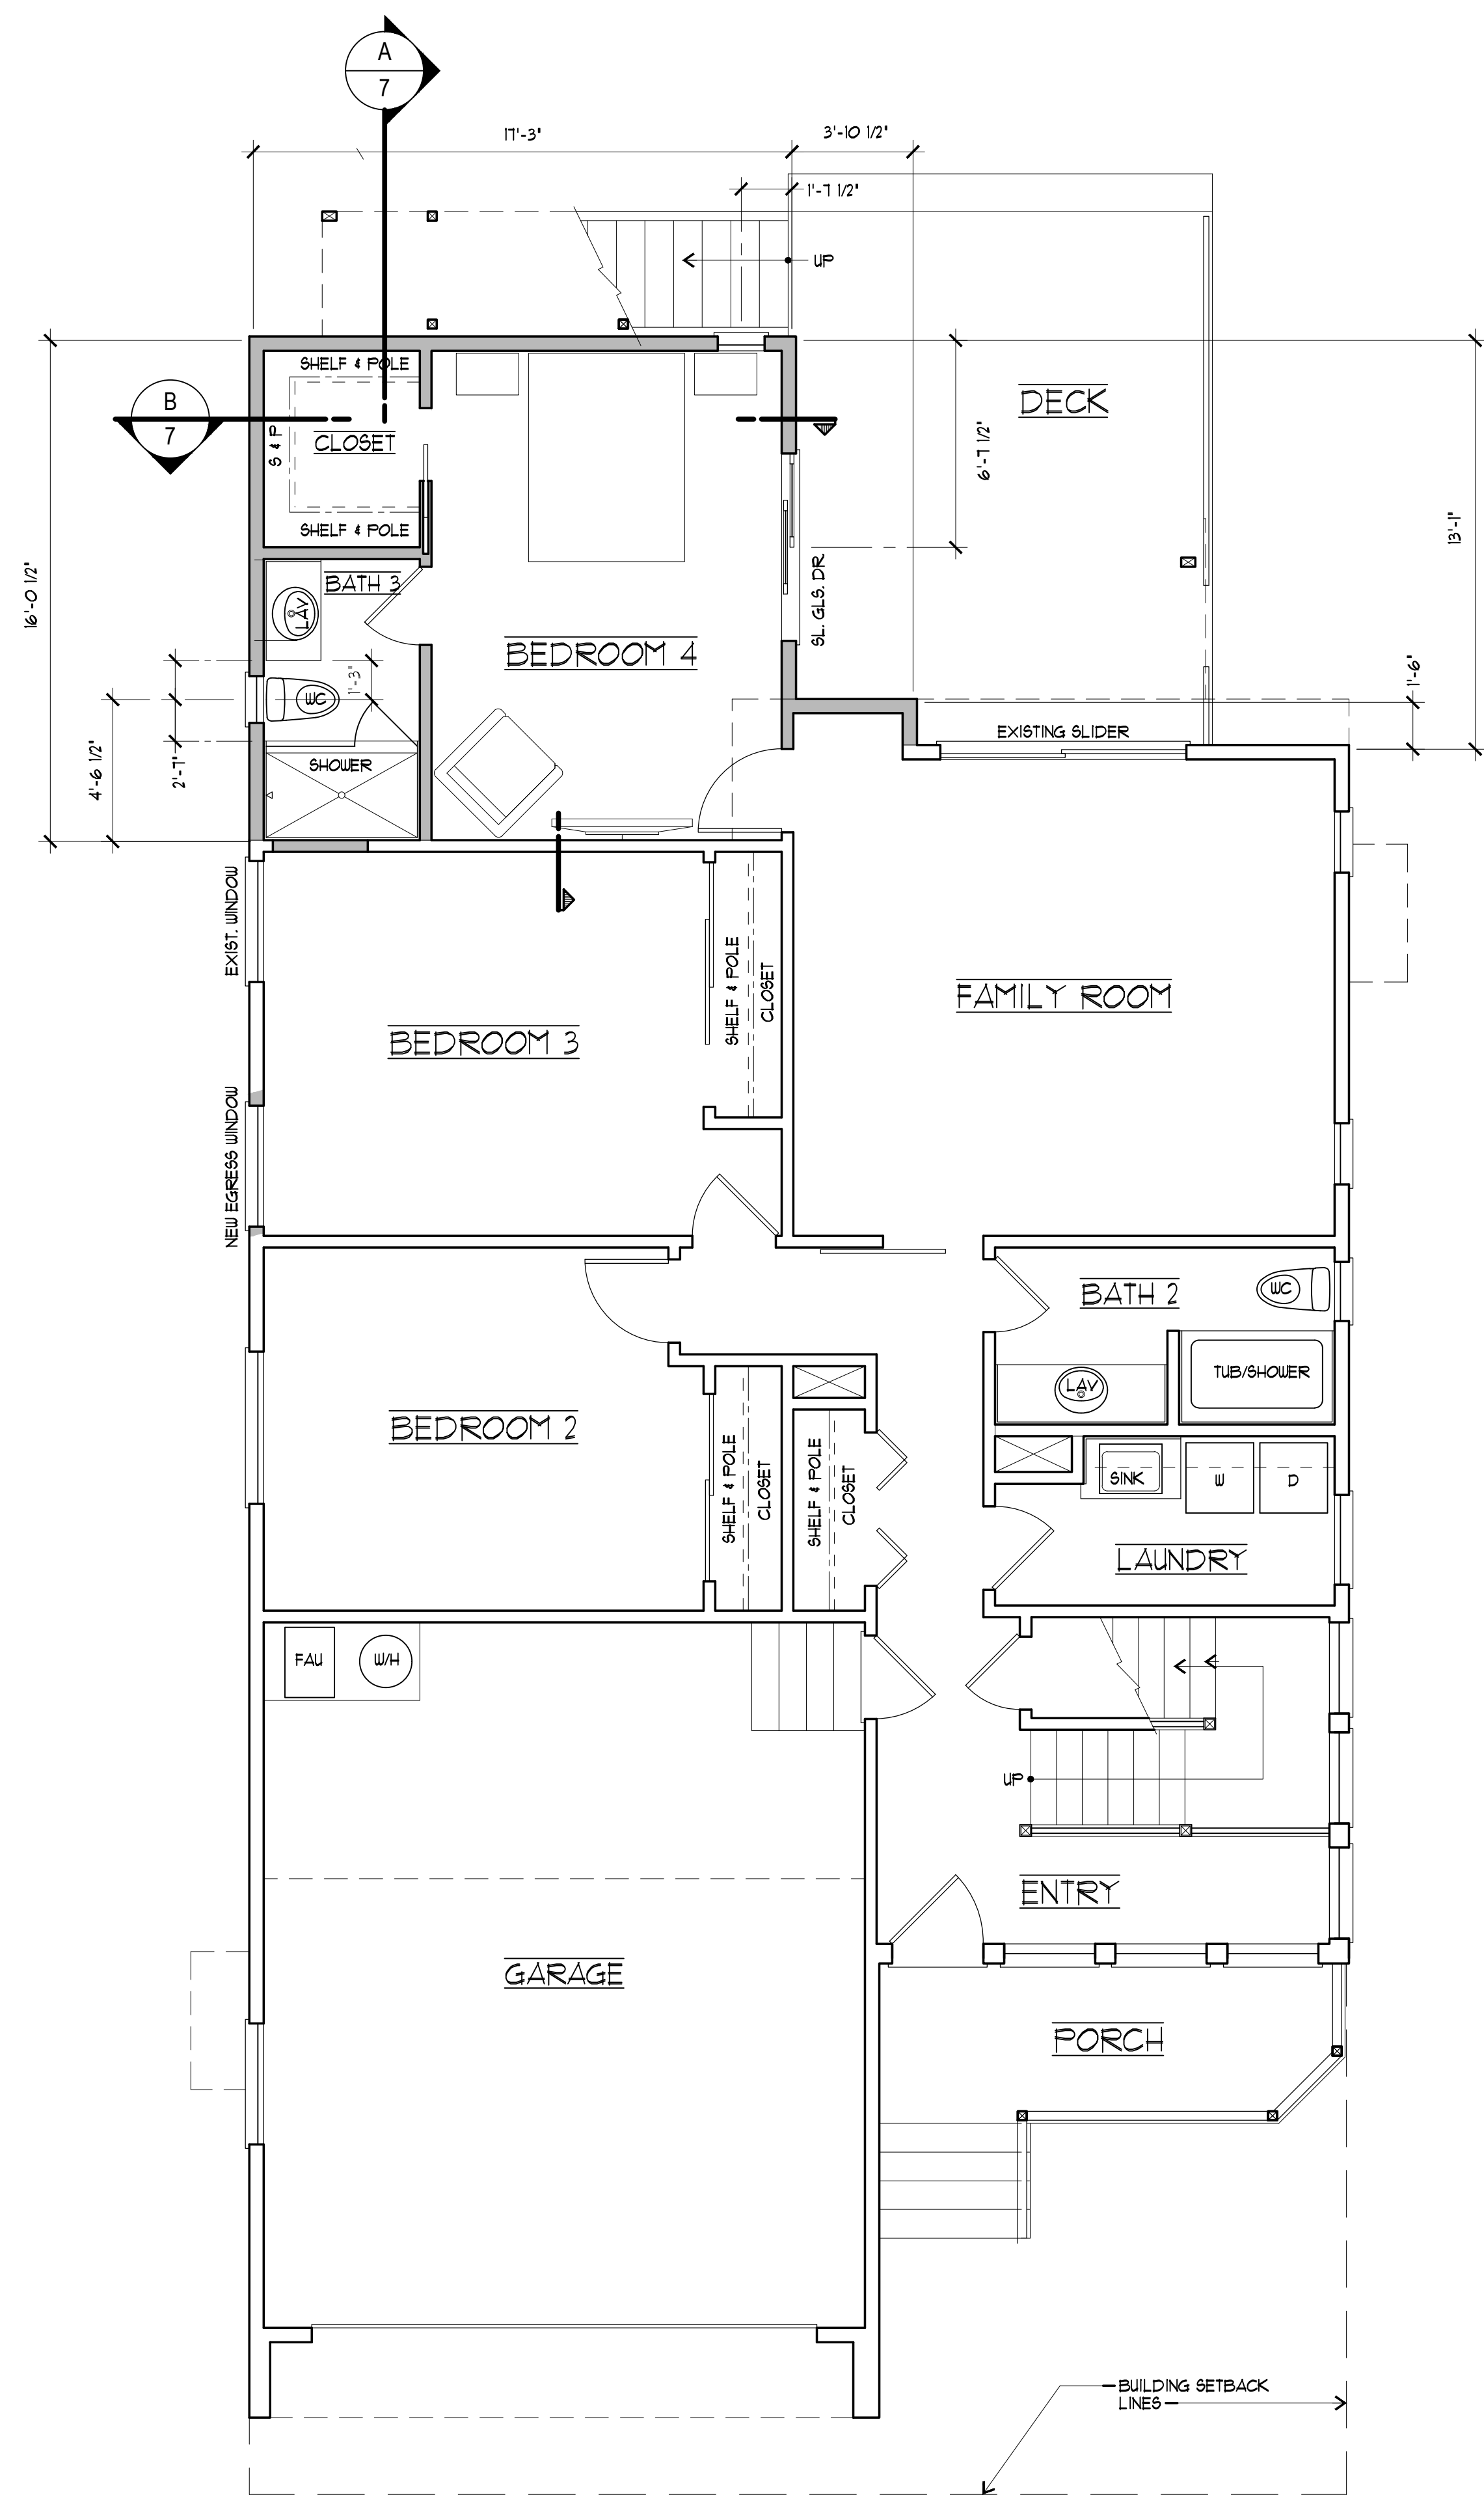 A
7
17'-3"
3'-10 1/2"
1'-7 1/2"
UP
SHELF & POLE
DECK
B
7
S & P
CLOSET
6'-7 1/2"
SHELF & POLE
13'-1"
16'-0 1/2"
BATH 3
LAV
SL. GLS. DR.
BEDROOM 4
1'-3"
1'-6"
WC
EXISTING SLIDER
SHOWER
4'-6 1/2"
2'-7"
EXIST. WINDOW
SHELF & POLE
CLOSET
FAMILY ROOM
BEDROOM 3
NEW EGRESS WINDOW
BATH 2
WC
TUB/SHOWER
LAV
BEDROOM 2
SHELF & POLE
CLOSET
SHELF & POLE
CLOSET
SINK
W
D
LAUNDRY
FAU
W/H
UP
ENTRY
GARAGE
PORCH
BUILDING SETBACK
LINES